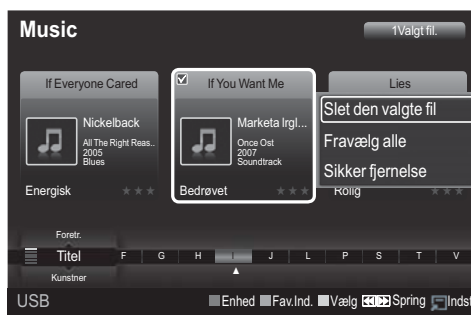 Music
1Valgt fil.
If Everyone Cared
If You Want Me
Lies
Nickelback
All The Right Reas..
2005
Blues
Energisk
Marketa Irgl...
Once Ost
2007
Soundtrack
Bedrøvet
Slet den valgte fil
Fravælg alle
Sikker fjernelse
Rolig
Foretr.
Titel F G H I J L P S T V
Kunstner
USB Enhed Fav.Ind. Vælg Spring Indst